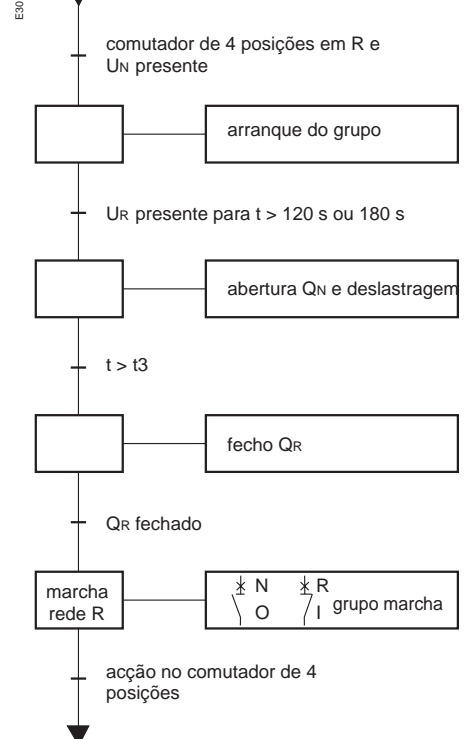 E30
comutador de 4 posições em R e
UN presente
arranque do grupo
UR presente para t > 120 s ou 180 s
abertura QN e deslastragem
t > t3
fecho QR
QR fechado
marcha
rede R
N R
O I grupo marcha
acção no comutador de 4
posições